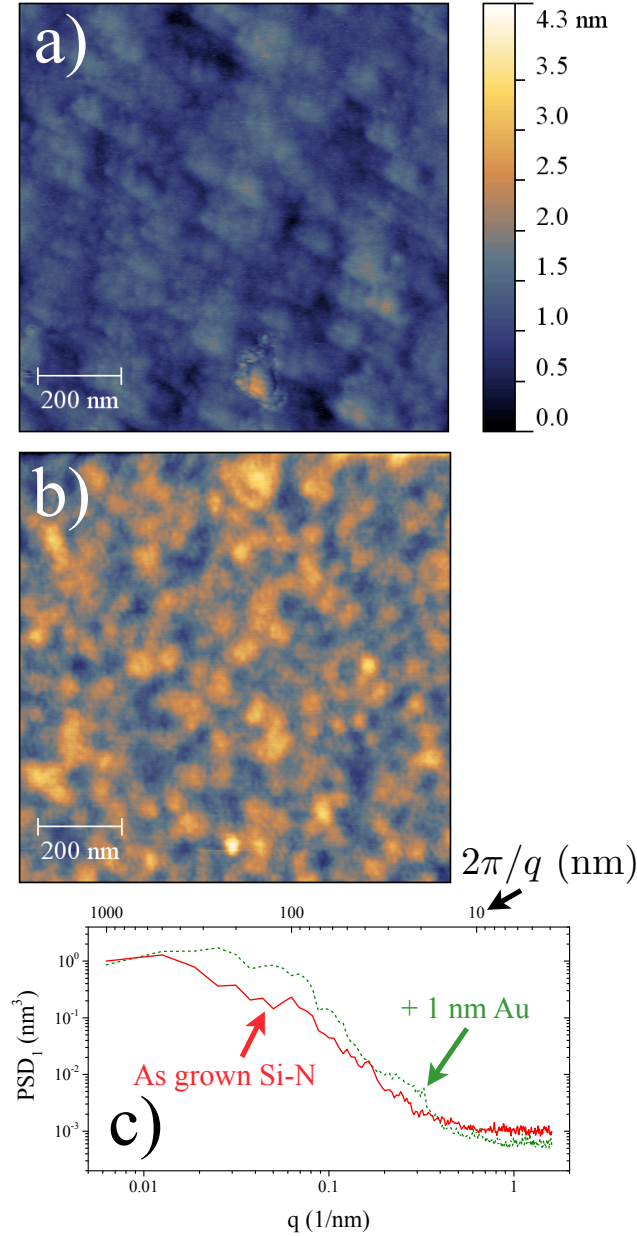 a)
4.3 nm
3.5
3.0
2.5
2.0
1.5
1.0
0.5
0.0
200 nm
b)
200 nm
2π/q (nm)
1000
100
10
10⁰
10⁻¹
10⁻²
10⁻³
PSD₁ (nm³)
+ 1 nm Au
As grown Si-N
c)
0.01
0.1
1
q (1/nm)